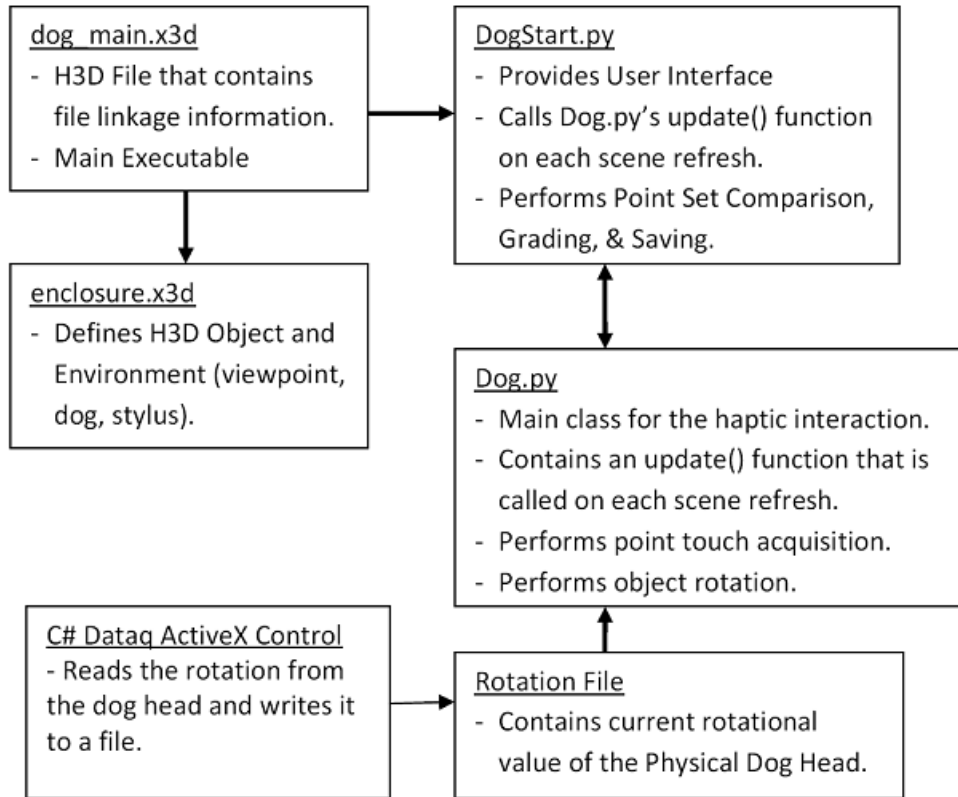 dog_main.x3d
- H3D File that contains
file linkage information.
- Main Executable
DogStart.py
- Provides User Interface
- Calls Dog.py's update() function
on each scene refresh.
- Performs Point Set Comparison,
Grading, & Saving.
enclosure.x3d
- Defines H3D Object and
Environment (viewpoint,
dog, stylus).
Dog.py
- Main class for the haptic interaction.
- Contains an update() function that is
called on each scene refresh.
- Performs point touch acquisition.
- Performs object rotation.
C# Dataq ActiveX Control
- Reads the rotation from
the dog head and writes it
to a file.
Rotation File
- Contains current rotational
value of the Physical Dog Head.